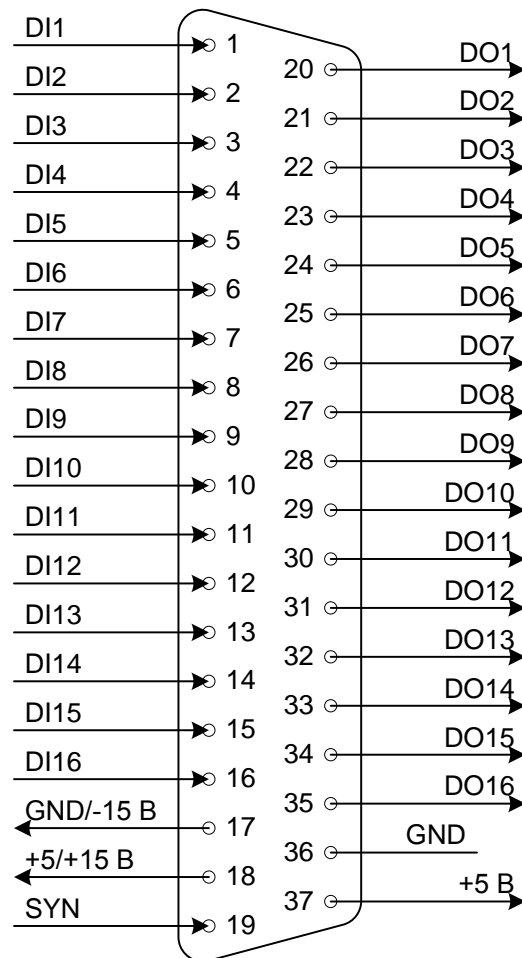 DI1
1
DI2
2
DI3
3
DI4
4
DI5
5
DI6
6
DI7
7
DI8
8
DI9
9
DI10
10
DI11
11
DI12
12
DI13
13
DI14
14
DI15
15
DI16
16
GND/-15 В
17
+5/+15 В
18
SYN
19
20
DO1
21
DO2
22
DO3
23
DO4
24
DO5
25
DO6
26
DO7
27
DO8
28
DO9
29
DO10
30
DO11
31
DO12
32
DO13
33
DO14
34
DO15
35
DO16
36
GND
37
+5 В